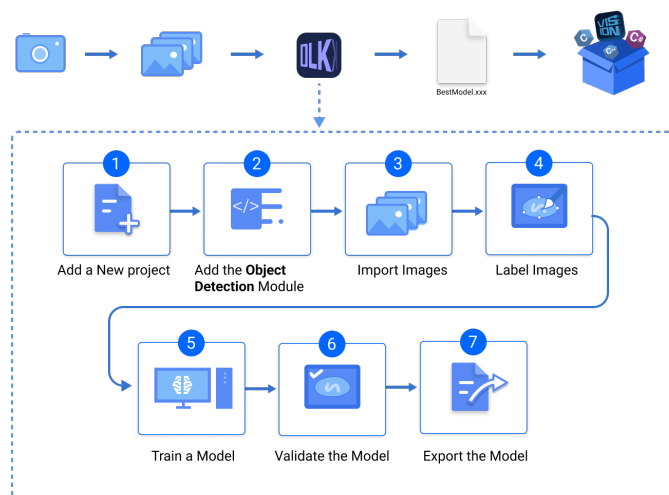 DLK
VISION
C
C#
C++
BestModel.xxx
1
2
3
4
</>
Add a New project
Add the Object
Detection Module
Import Images
Label Images
5
6
7
Train a Model
Validate the Model
Export the Model